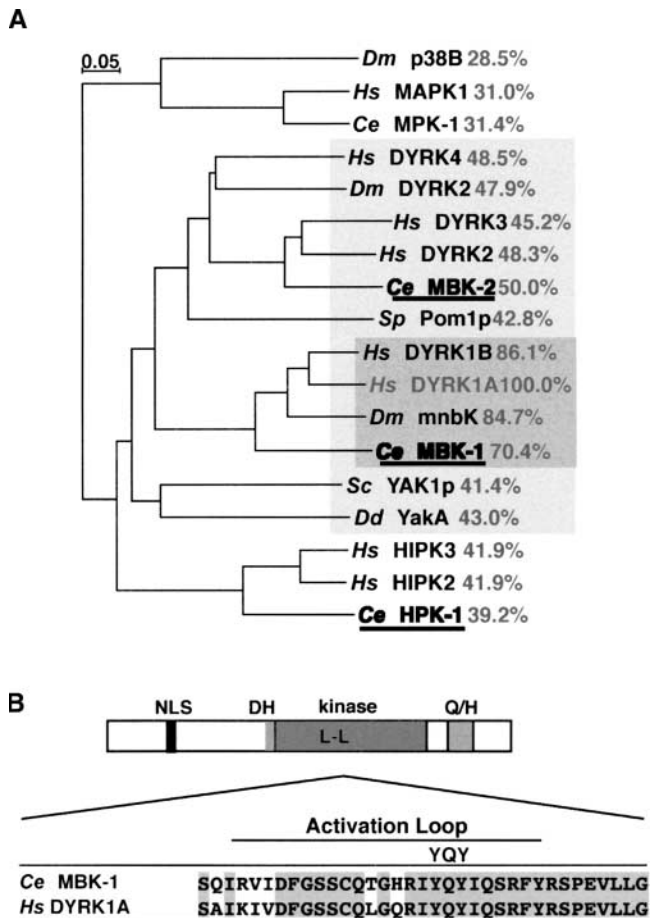 A
0.05
Dm p38B 28.5%
Hs MAPK1 31.0%
Ce MPK-1 31.4%
Hs DYRK4 48.5%
Dm DYRK2 47.9%
Hs DYRK3 45.2%
Hs DYRK2 48.3%
Ce MBK-2 50.0%
Sp Pom1p 42.8%
Hs DYRK1B 86.1%
Hs DYRK1A 100.0%
Dm mnbK 84.7%
Ce MBK-1 70.4%
Sc YAK1p 41.4%
Dd YakA 43.0%
Hs HIPK3 41.9%
Hs HIPK2 41.9%
Ce HPK-1 39.2%
B
NLS DH kinase Q/H
L-L
Activation Loop
YQY
Ce MBK-1 SQIRVIDFGSSCQTGHRIYQYIQSRFYRSPEVLLG
Hs DYRK1A SAIKIVDFGSSCQLGQRIYQYIQSRFYRSPEVLLG